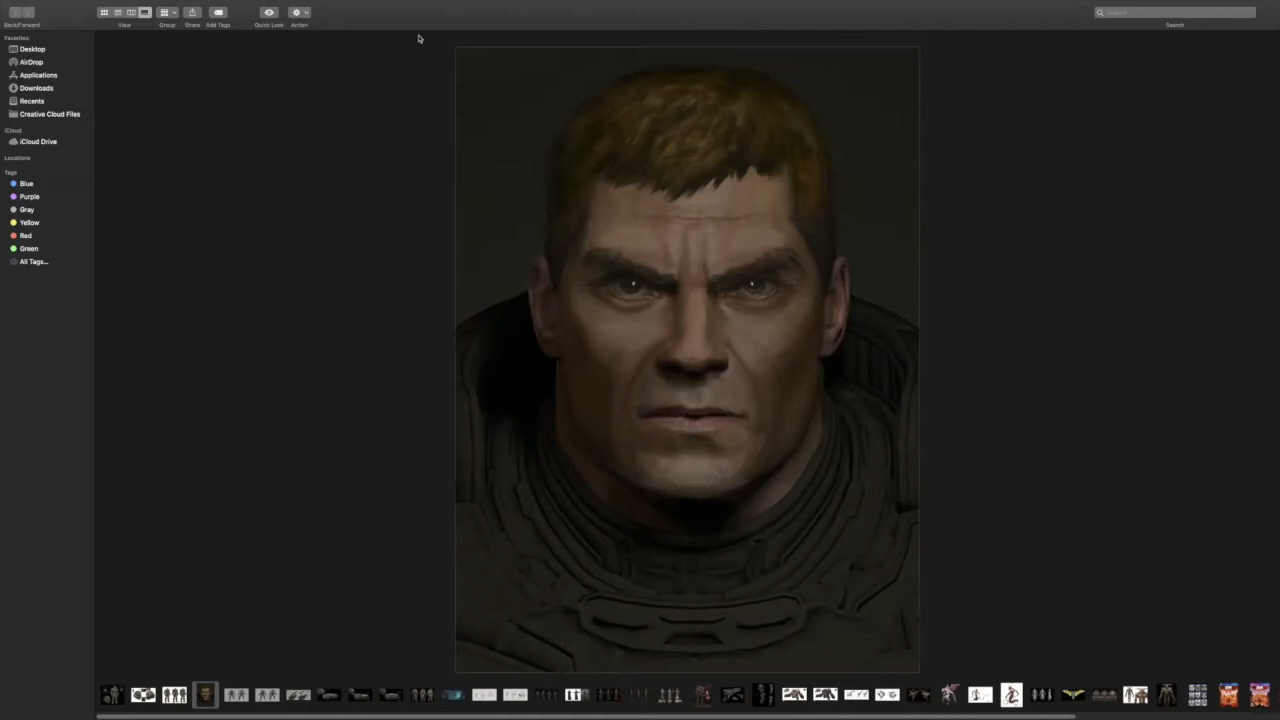 Search
Back/Forward View Group Share Add Tags Quick Look Action Search
Favorites
Desktop
AirDrop
Applications
Downloads
Recents
Creative Cloud Files
iCloud
iCloud Drive
Locations
Tags
Blue
Purple
Gray
Yellow
Red
Green
All Tags...